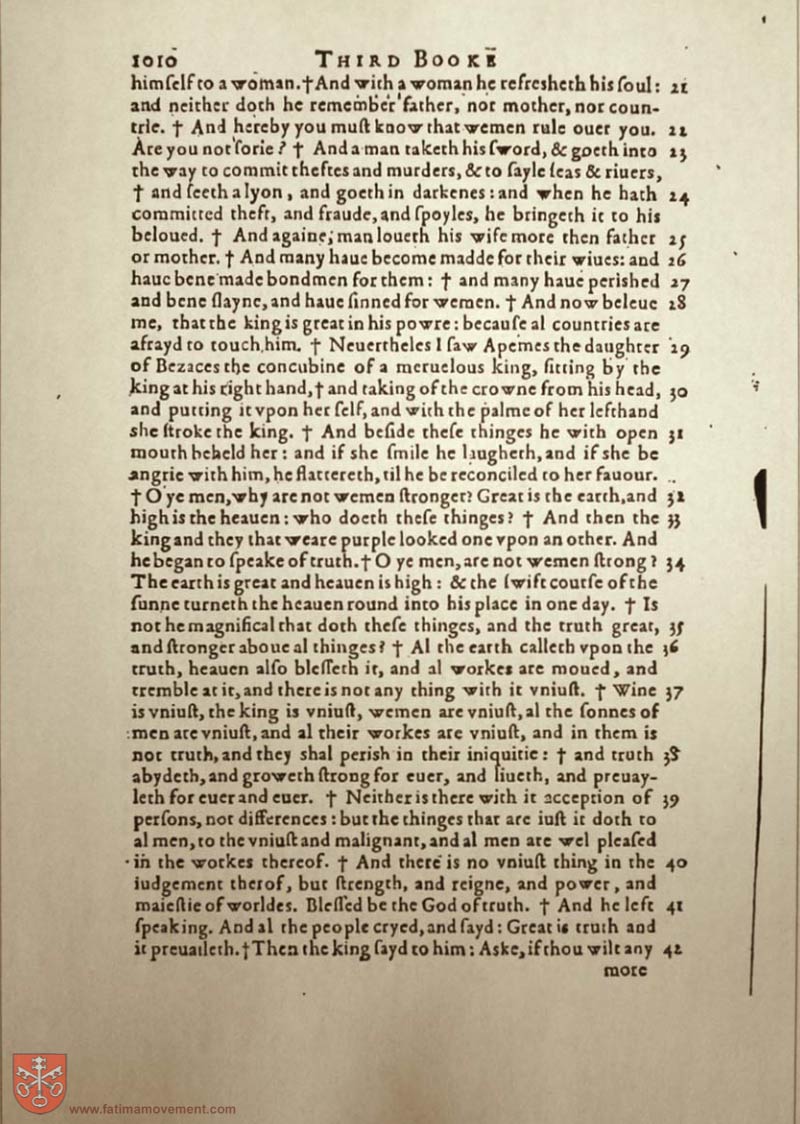 1010 THIRD BOOKE
himſelf to a woman. † And with a woman he refresheth his ſoul: 21
and neither doth he remember father, nor mother, nor coun-
trie. † And hereby you muſt know that wemen rule ouer you. 22
Are you not ſorie? † And a man taketh his ſword, & goeth into 23
the way to commit theftes and murders, & to ſayle ſeas & riuers,
† and ſeeth a lyon, and goeth in darkenes: and when he hath 24
committed theft, and fraude, and ſpoyles, he bringeth it to his
beloued. † And againe, man loueth his wife more then father 25
or mother. † And many haue become madde for their wiues: and 26
haue bene made bondmen for them: † and many haue perished 27
and bene ſlayne, and haue ſinned for wemen. † And now beleue 28
me, that the king is great in his powre: becauſe al countries are
afrayd to touch him. † Neuertheles I ſaw Apemes the daughter 29
of Bezaces the concubine of a meruelous king, ſitting by the
king at his right hand, † and taking of the crowne from his head, 30
and putting it vpon her ſelf, and with the palme of her lefthand
she ſtroke the king. † And beſide theſe thinges he with open 31
mouth beheld her: and if she ſmile he laugheth, and if she be
angrie with him, he flattereth, til he be reconciled to her fauour.
† O ye men, why are not wemen ſtronger? Great is the earth, and 32
high is the heauen: who doeth theſe thinges? † And then the 33
king and they that weare purple looked one vpon an other. And
he began to ſpeake of truth. † O ye men, are not wemen ſtrong? 34
The earth is great and heauen is high: & the ſwift courſe of the
ſunne turneth the heauen round into his place in one day. † Is
not he magnifical that doth theſe thinges, and the truth great, 35
and ſtronger aboue al thinges? † Al the earth calleth vpon the 36
truth, heauen alſo bleſſeth it, and al workes are moued, and
tremble at it, and there is not any thing with it vniuſt. † Wine 37
is vniuſt, the king is vniuſt, wemen are vniuſt, al the ſonnes of
men are vniuſt, and al their workes are vniuſt, and in them is
not truth, and they shal perish in their iniquitie: † and truth 38
abydeth, and groweth ſtrong for euer, and liueth, and preuay-
leth for euer and euer. † Neither is there with it acception of 39
perſons, nor differences: but the thinges that are iuſt it doth to
al men, to the vniuſt and malignant, and al men are wel pleaſed
in the workes thereof. † And there is no vniuſt thing in the 40
iudgement therof, but ſtrength, and reigne, and power, and
maieſtie of worldes. Bleſſed be the God of truth. † And he left 41
ſpeaking. And al the people cryed, and ſayd: Great is truth and
it preuaileth. † Then the king ſayd to him: Aske, if thou wilt any 42
more
www.fatimamovement.com